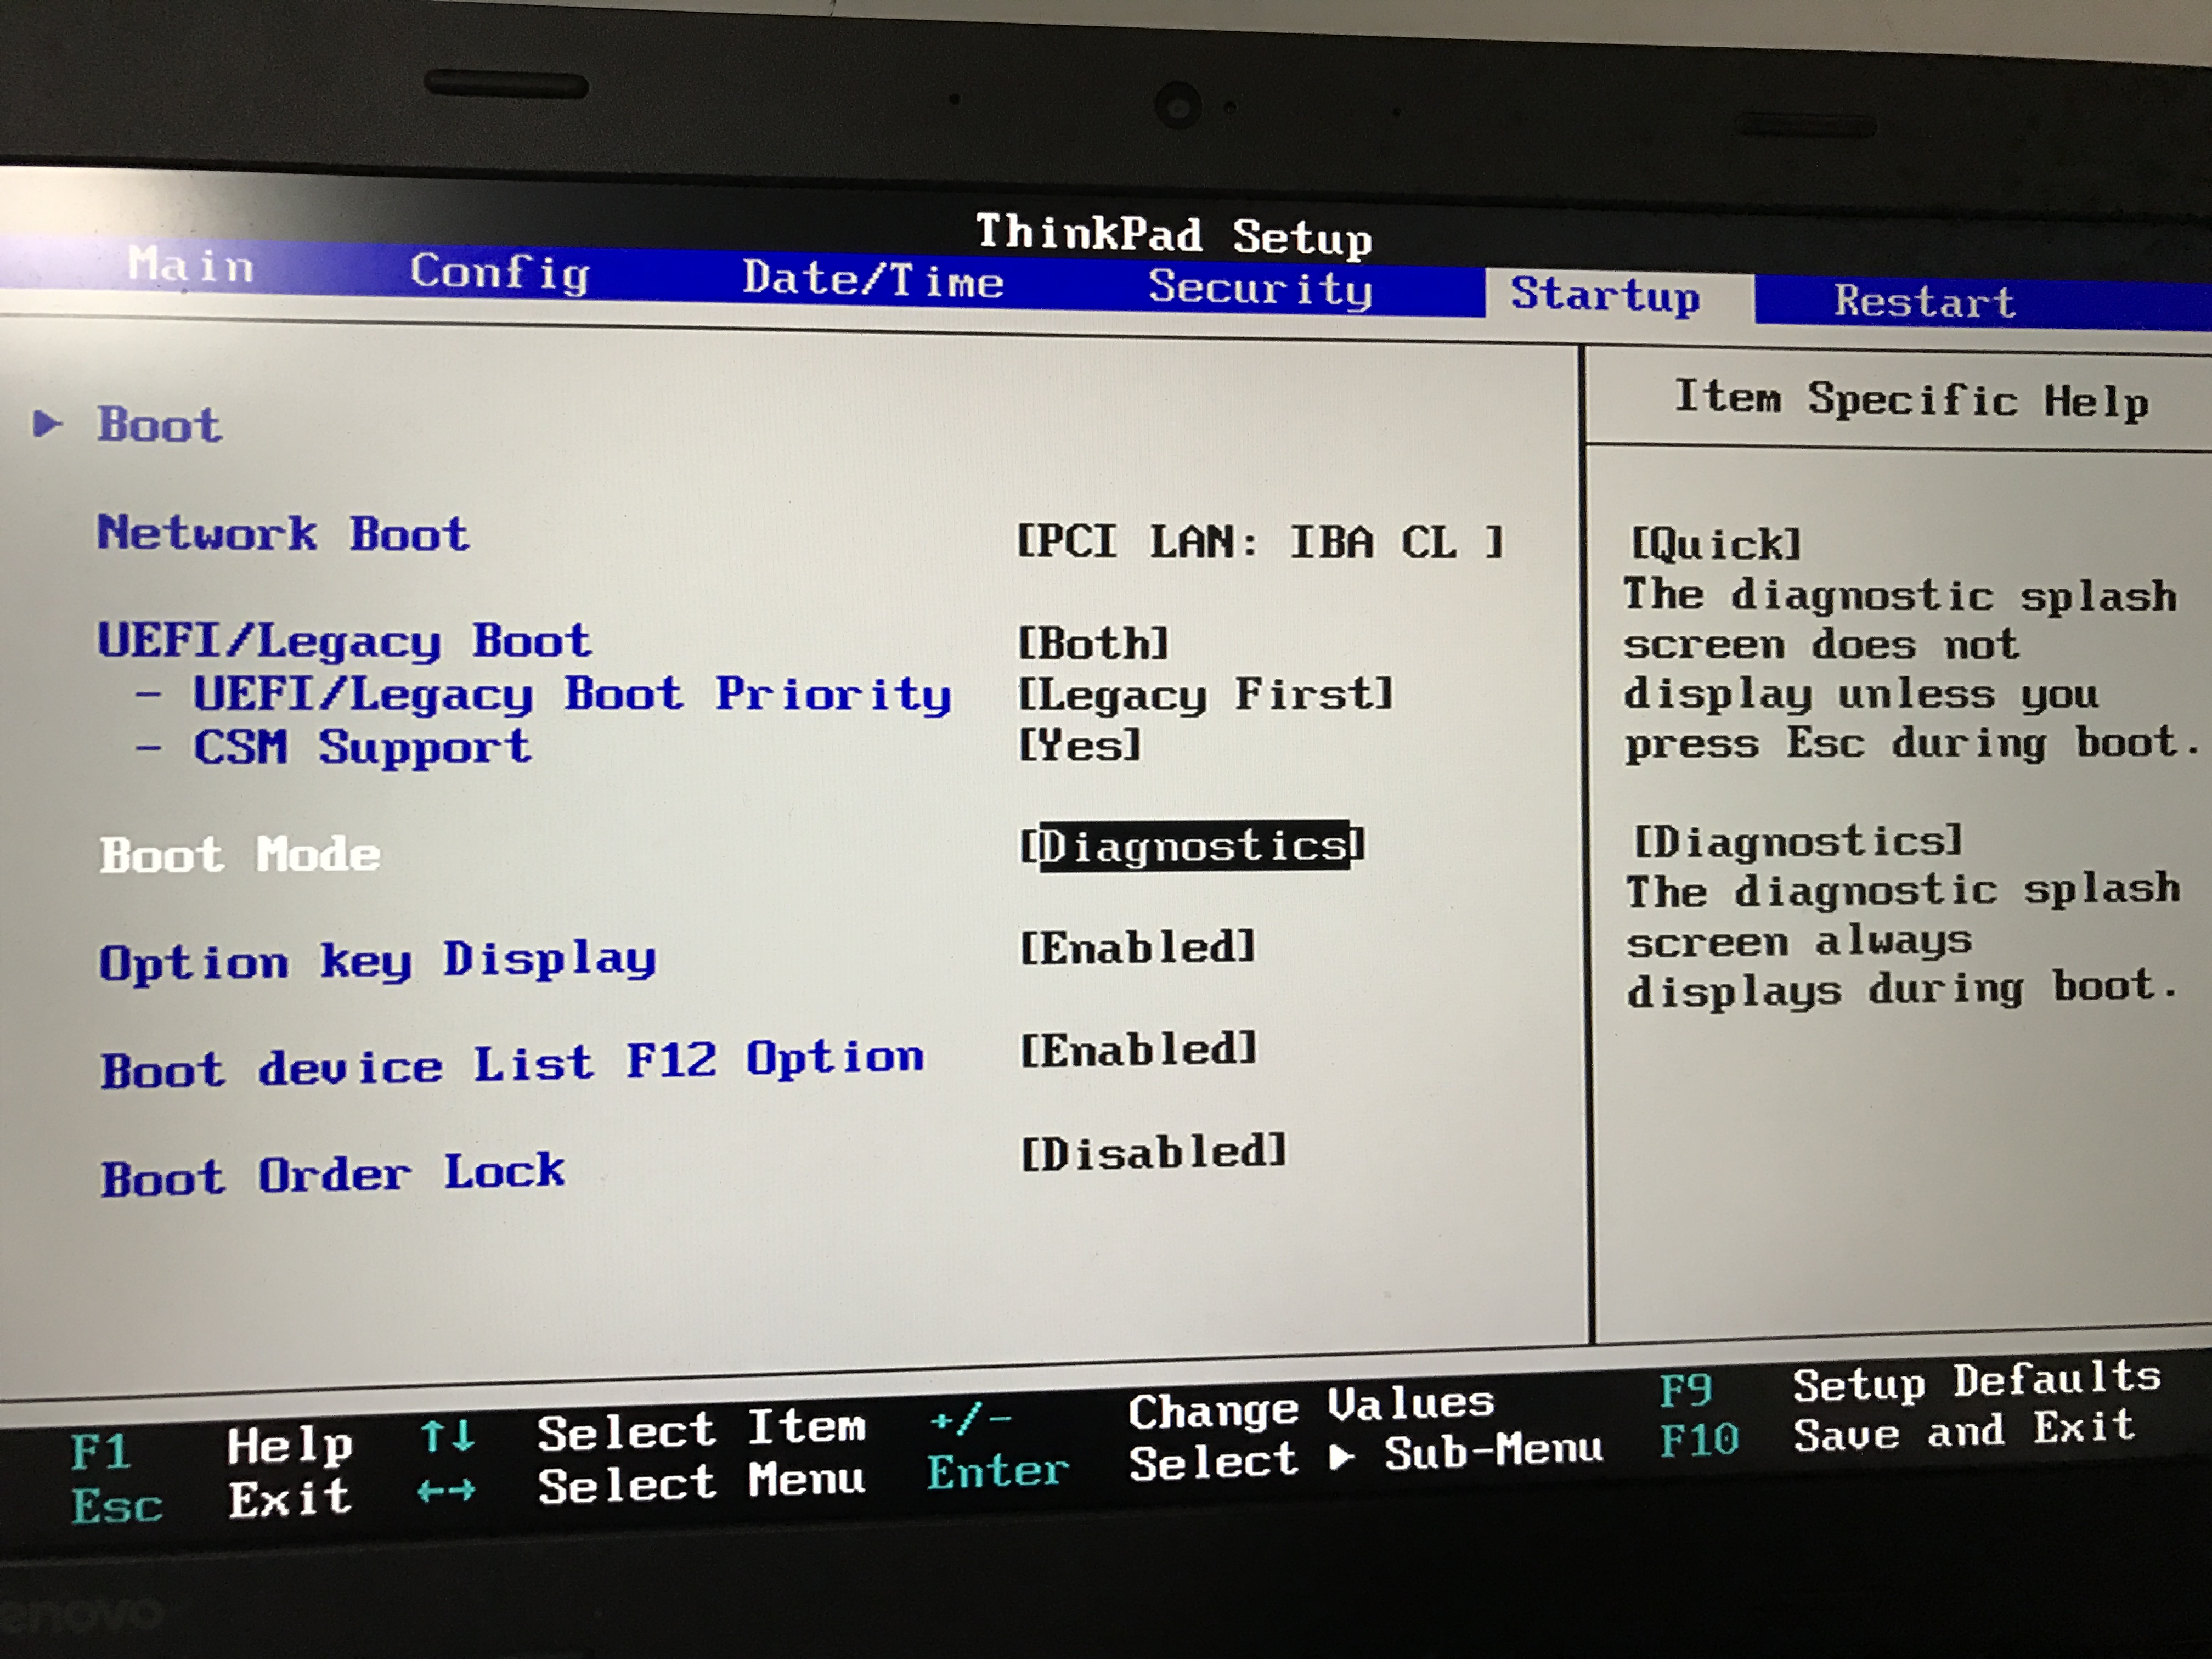 ThinkPad Setup
Main Config Date/Time Security Startup Restart
Boot
Network Boot [PCI LAN: IBA CL ]
UEFI/Legacy Boot [Both]
- UEFI/Legacy Boot Priority [Legacy First]
- CSM Support [Yes]
Boot Mode [Diagnostics]
Option key Display [Enabled]
Boot device List F12 Option [Enabled]
Boot Order Lock [Disabled]
Item Specific Help
[Quick]
The diagnostic splash
screen does not
display unless you
press Esc during boot.
[Diagnostics]
The diagnostic splash
screen always
displays during boot.
F1 Help ↑↓ Select Item +/- Change Values F9 Setup Defaults
Esc Exit ←→ Select Menu Enter Select ▶ Sub-Menu F10 Save and Exit
enovo